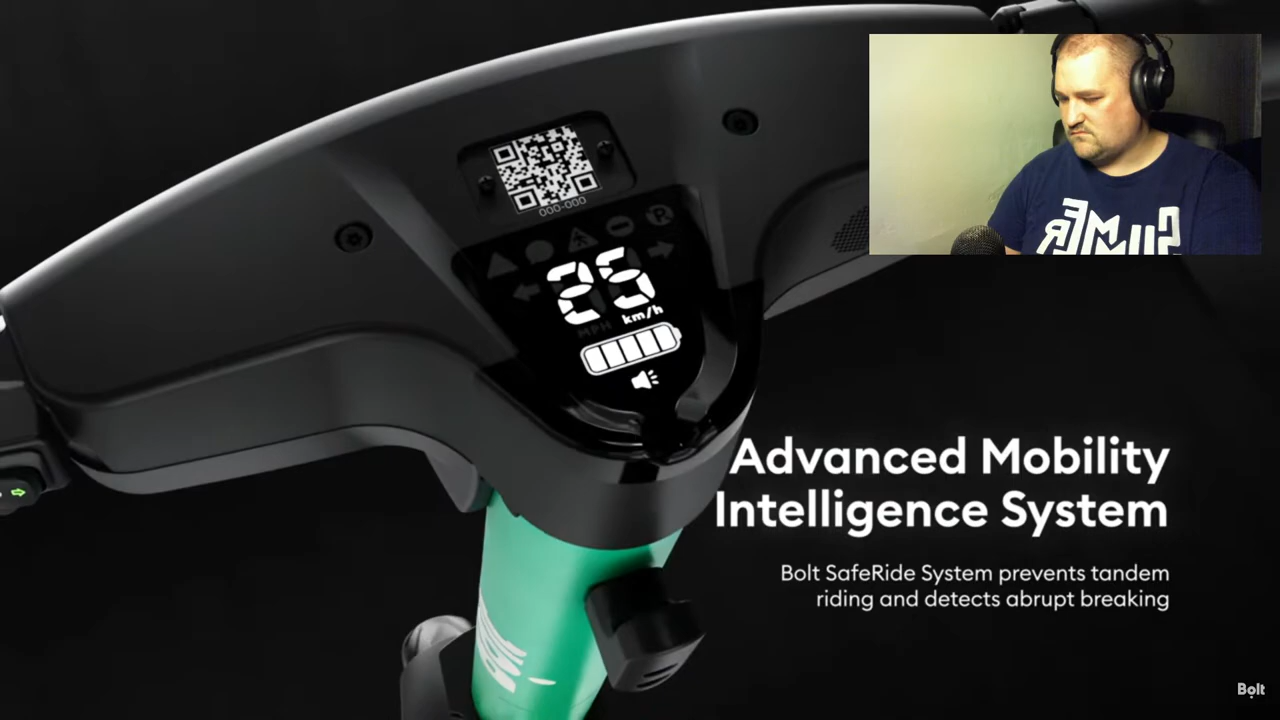 000-000
25
MPH km/h
SUMMER
Advanced Mobility
Intelligence System
Bolt SafeRide System prevents tandem
riding and detects abrupt breaking
Bolt